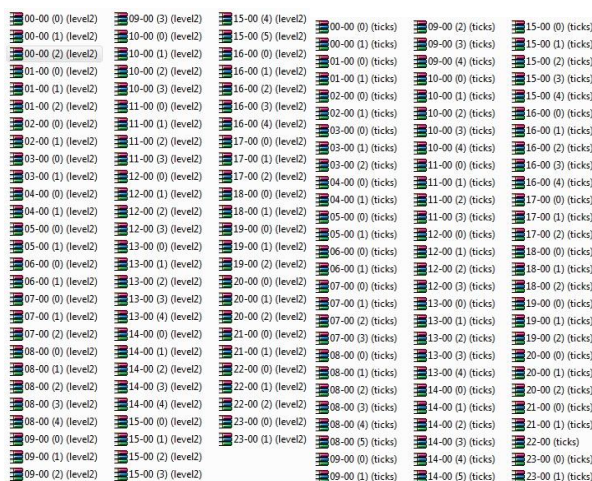 00-00 (0) (level2)
00-00 (1) (level2)
00-00 (2) (level2)
01-00 (0) (level2)
01-00 (1) (level2)
01-00 (2) (level2)
02-00 (0) (level2)
02-00 (1) (level2)
03-00 (0) (level2)
03-00 (1) (level2)
04-00 (0) (level2)
04-00 (1) (level2)
05-00 (0) (level2)
05-00 (1) (level2)
06-00 (0) (level2)
06-00 (1) (level2)
07-00 (0) (level2)
07-00 (1) (level2)
07-00 (2) (level2)
08-00 (0) (level2)
08-00 (1) (level2)
08-00 (2) (level2)
08-00 (3) (level2)
08-00 (4) (level2)
09-00 (0) (level2)
09-00 (1) (level2)
09-00 (2) (level2)
09-00 (3) (level2)
10-00 (0) (level2)
10-00 (1) (level2)
10-00 (2) (level2)
10-00 (3) (level2)
11-00 (0) (level2)
11-00 (1) (level2)
11-00 (2) (level2)
11-00 (3) (level2)
12-00 (0) (level2)
12-00 (1) (level2)
12-00 (2) (level2)
12-00 (3) (level2)
13-00 (0) (level2)
13-00 (1) (level2)
13-00 (2) (level2)
13-00 (3) (level2)
13-00 (4) (level2)
14-00 (0) (level2)
14-00 (1) (level2)
14-00 (2) (level2)
14-00 (3) (level2)
14-00 (4) (level2)
15-00 (0) (level2)
15-00 (1) (level2)
15-00 (2) (level2)
15-00 (3) (level2)
15-00 (4) (level2)
15-00 (5) (level2)
16-00 (0) (level2)
16-00 (1) (level2)
16-00 (2) (level2)
16-00 (3) (level2)
16-00 (4) (level2)
17-00 (0) (level2)
17-00 (1) (level2)
17-00 (2) (level2)
18-00 (0) (level2)
18-00 (1) (level2)
19-00 (0) (level2)
19-00 (1) (level2)
19-00 (2) (level2)
20-00 (0) (level2)
20-00 (1) (level2)
20-00 (2) (level2)
21-00 (0) (level2)
21-00 (1) (level2)
22-00 (0) (level2)
22-00 (1) (level2)
22-00 (2) (level2)
23-00 (0) (level2)
23-00 (1) (level2)
00-00 (0) (ticks)
00-00 (1) (ticks)
01-00 (0) (ticks)
01-00 (1) (ticks)
02-00 (0) (ticks)
02-00 (1) (ticks)
03-00 (0) (ticks)
03-00 (1) (ticks)
03-00 (2) (ticks)
04-00 (0) (ticks)
04-00 (1) (ticks)
05-00 (0) (ticks)
05-00 (1) (ticks)
06-00 (0) (ticks)
06-00 (1) (ticks)
07-00 (0) (ticks)
07-00 (1) (ticks)
07-00 (2) (ticks)
07-00 (3) (ticks)
08-00 (0) (ticks)
08-00 (1) (ticks)
08-00 (2) (ticks)
08-00 (3) (ticks)
08-00 (4) (ticks)
08-00 (5) (ticks)
09-00 (0) (ticks)
09-00 (1) (ticks)
09-00 (2) (ticks)
09-00 (3) (ticks)
09-00 (4) (ticks)
10-00 (0) (ticks)
10-00 (1) (ticks)
10-00 (2) (ticks)
10-00 (3) (ticks)
10-00 (4) (ticks)
11-00 (0) (ticks)
11-00 (1) (ticks)
11-00 (2) (ticks)
11-00 (3) (ticks)
12-00 (0) (ticks)
12-00 (1) (ticks)
12-00 (2) (ticks)
12-00 (3) (ticks)
13-00 (0) (ticks)
13-00 (1) (ticks)
13-00 (2) (ticks)
13-00 (3) (ticks)
13-00 (4) (ticks)
14-00 (0) (ticks)
14-00 (1) (ticks)
14-00 (2) (ticks)
14-00 (3) (ticks)
14-00 (4) (ticks)
14-00 (5) (ticks)
15-00 (0) (ticks)
15-00 (1) (ticks)
15-00 (2) (ticks)
15-00 (3) (ticks)
15-00 (4) (ticks)
16-00 (0) (ticks)
16-00 (1) (ticks)
16-00 (2) (ticks)
16-00 (3) (ticks)
16-00 (4) (ticks)
17-00 (0) (ticks)
17-00 (1) (ticks)
17-00 (2) (ticks)
18-00 (0) (ticks)
18-00 (1) (ticks)
18-00 (2) (ticks)
19-00 (0) (ticks)
19-00 (1) (ticks)
19-00 (2) (ticks)
20-00 (0) (ticks)
20-00 (1) (ticks)
20-00 (2) (ticks)
21-00 (0) (ticks)
21-00 (1) (ticks)
22-00 (ticks)
23-00 (0) (ticks)
23-00 (1) (ticks)